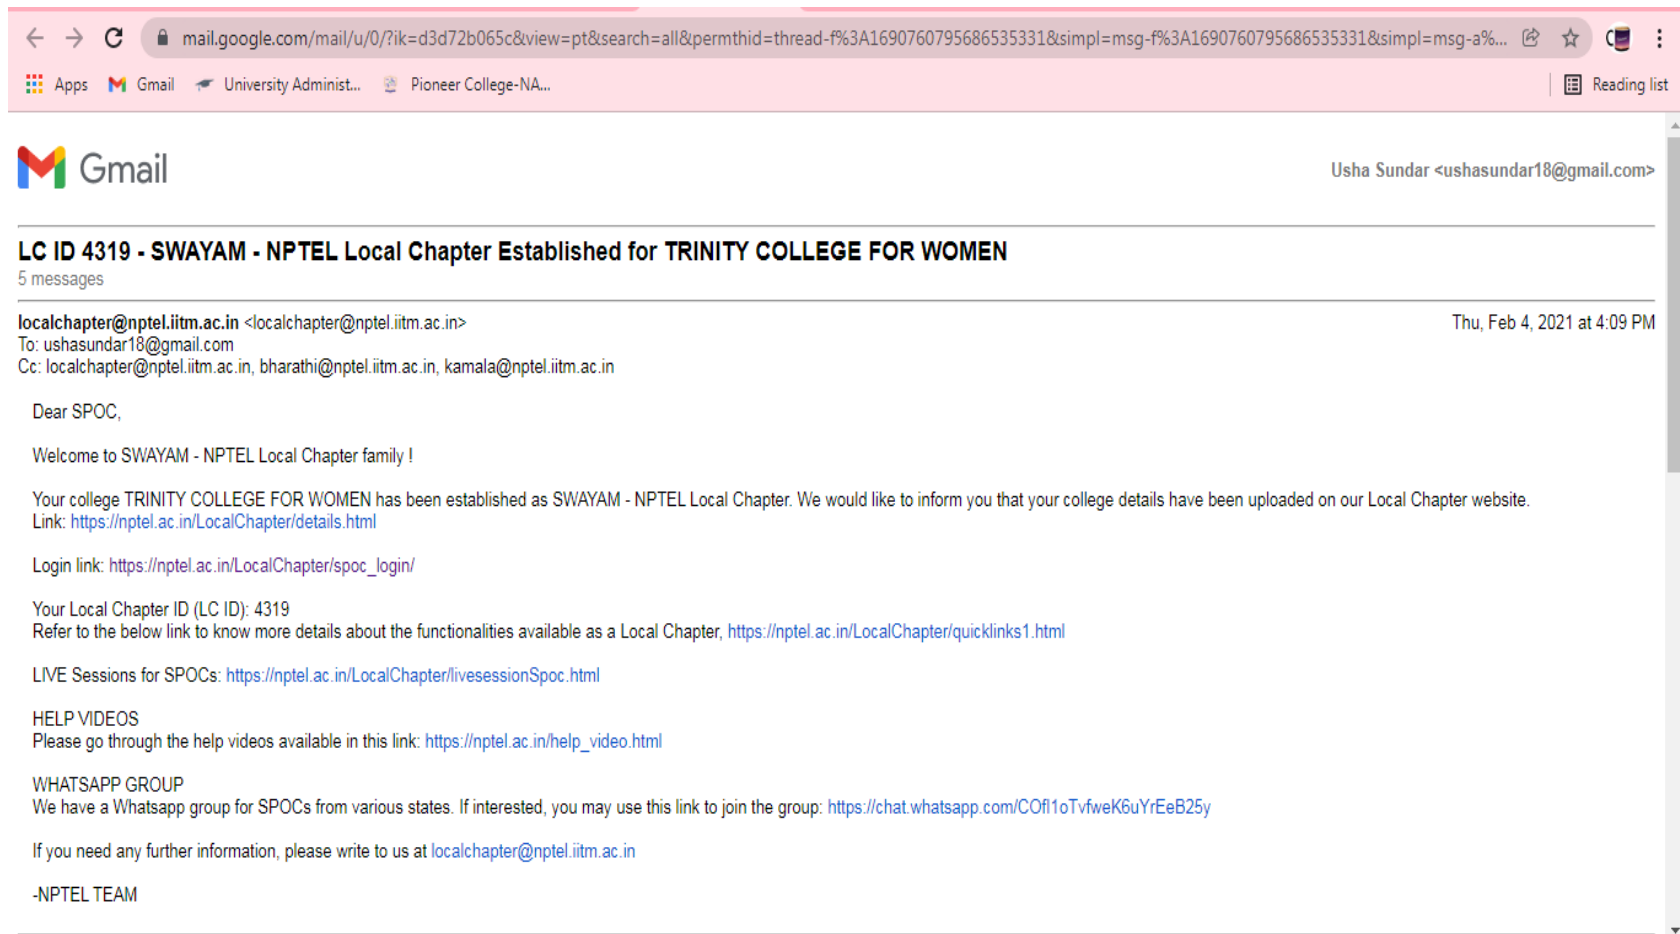 mail.google.com/mail/u/0/?ik=d3d72b065c&view=pt&search=all&permthid=thread-f%3A1690760795686535331&simpl=msg-f%3A1690760795686535331&simpl=msg-a%...
Apps Gmail University Administ... Pioneer College-NA... Reading list
Gmail Usha Sundar <ushasundar18@gmail.com>
LC ID 4319 - SWAYAM - NPTEL Local Chapter Established for TRINITY COLLEGE FOR WOMEN
5 messages
localchapter@nptel.iitm.ac.in <localchapter@nptel.iitm.ac.in> Thu, Feb 4, 2021 at 4:09 PM
To: ushasundar18@gmail.com
Cc: localchapter@nptel.iitm.ac.in, bharathi@nptel.iitm.ac.in, kamala@nptel.iitm.ac.in
Dear SPOC,
Welcome to SWAYAM - NPTEL Local Chapter family !
Your college TRINITY COLLEGE FOR WOMEN has been established as SWAYAM - NPTEL Local Chapter. We would like to inform you that your college details have been uploaded on our Local Chapter website.
Link: https://nptel.ac.in/LocalChapter/details.html
Login link: https://nptel.ac.in/LocalChapter/spoc_login/
Your Local Chapter ID (LC ID): 4319
Refer to the below link to know more details about the functionalities available as a Local Chapter, https://nptel.ac.in/LocalChapter/quicklinks1.html
LIVE Sessions for SPOCs: https://nptel.ac.in/LocalChapter/livesessionSpoc.html
HELP VIDEOS
Please go through the help videos available in this link: https://nptel.ac.in/help_video.html
WHATSAPP GROUP
We have a Whatsapp group for SPOCs from various states. If interested, you may use this link to join the group: https://chat.whatsapp.com/COfl1oTvfweK6uYrEeB25y
If you need any further information, please write to us at localchapter@nptel.iitm.ac.in
-NPTEL TEAM